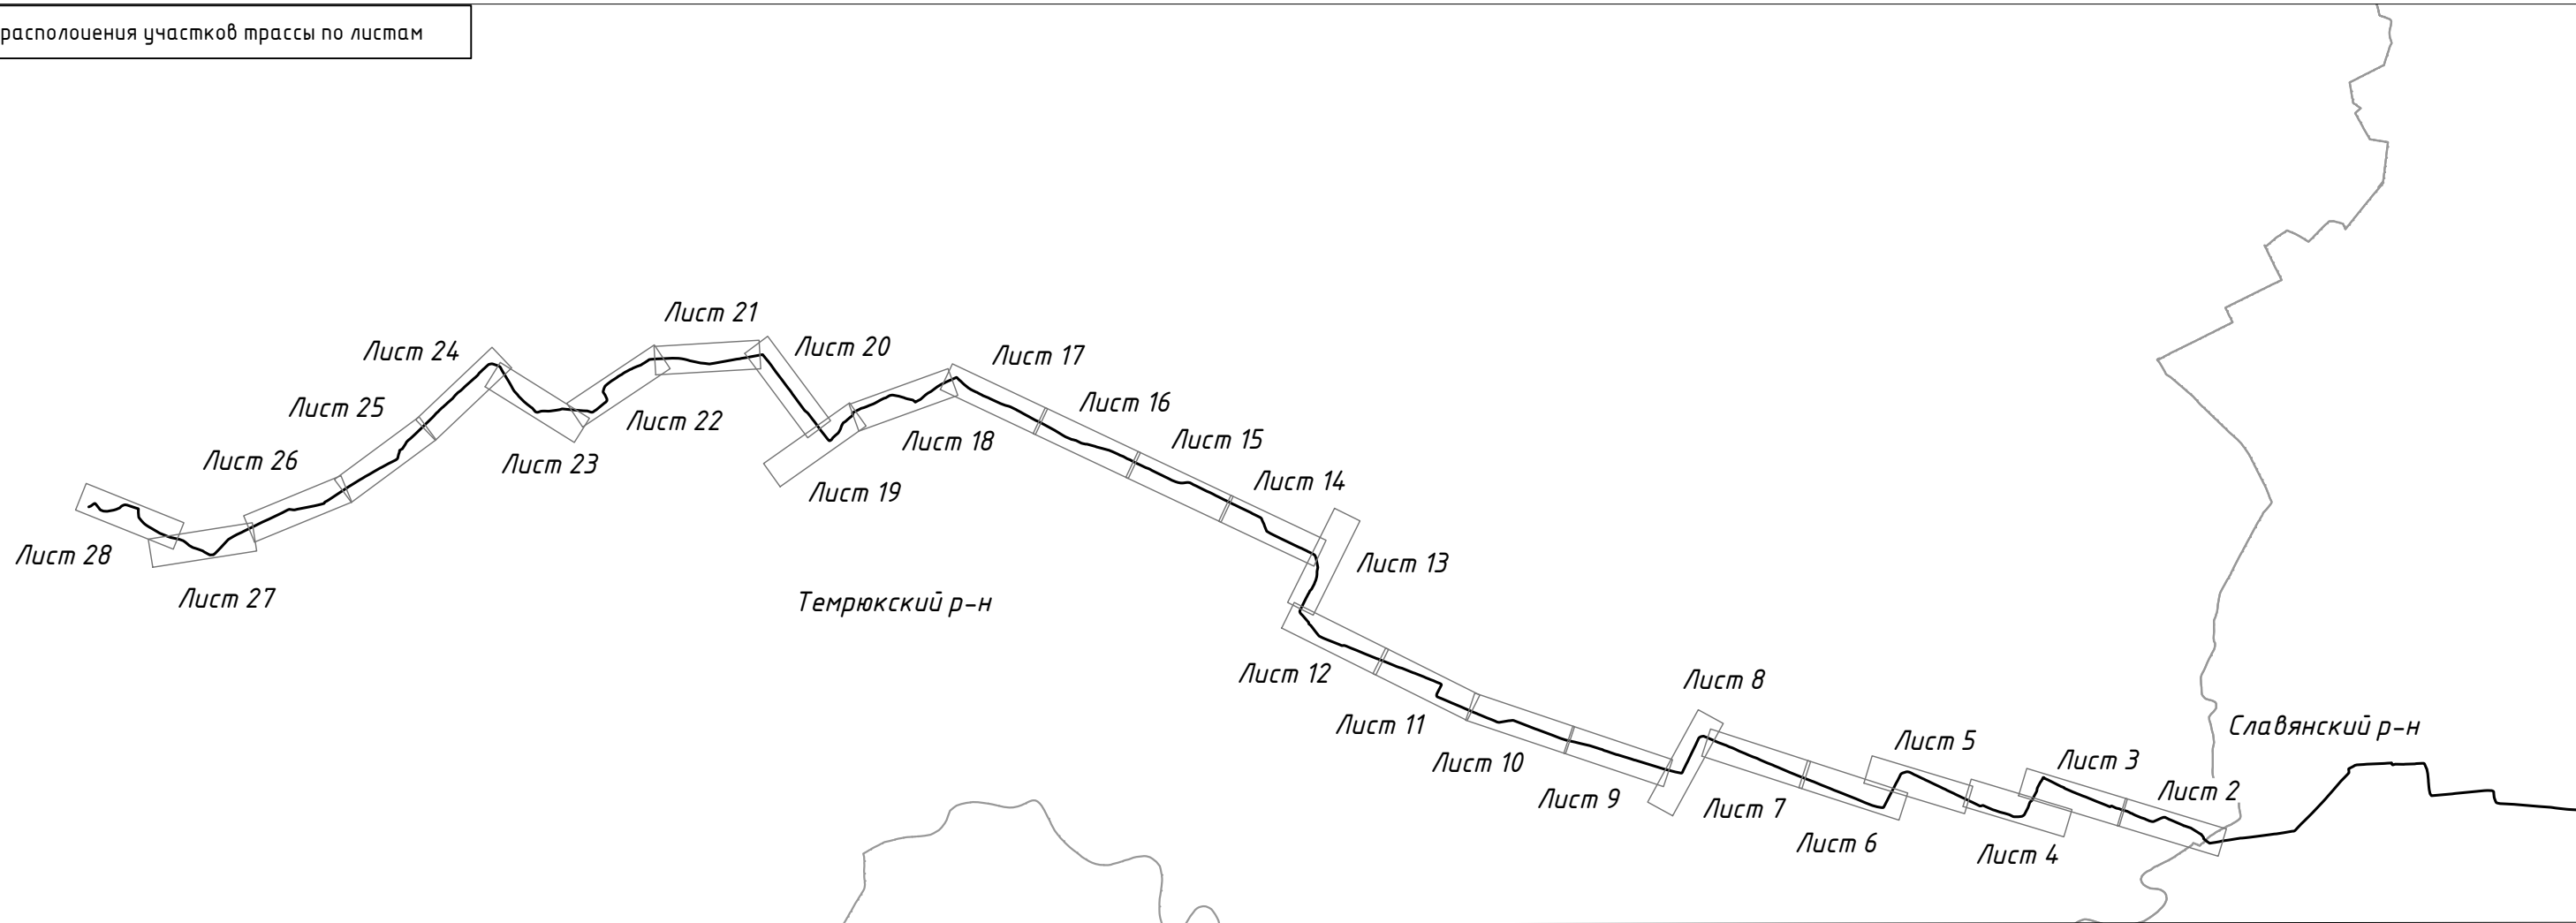 расположения участков трассы по листам
Лист 21
Лист 20
Лист 24
Лист 17
Лист 25
Лист 16
Лист 22
Лист 15
Лист 18
Лист 26
Лист 23
Лист 14
Лист 19
Лист 28
Лист 13
Лист 27
Темрюкский р-н
Лист 12
Лист 8
Лист 11
Славянский р-н
Лист 5
Лист 10
Лист 3
Лист 2
Лист 9
Лист 7
Лист 6
Лист 4